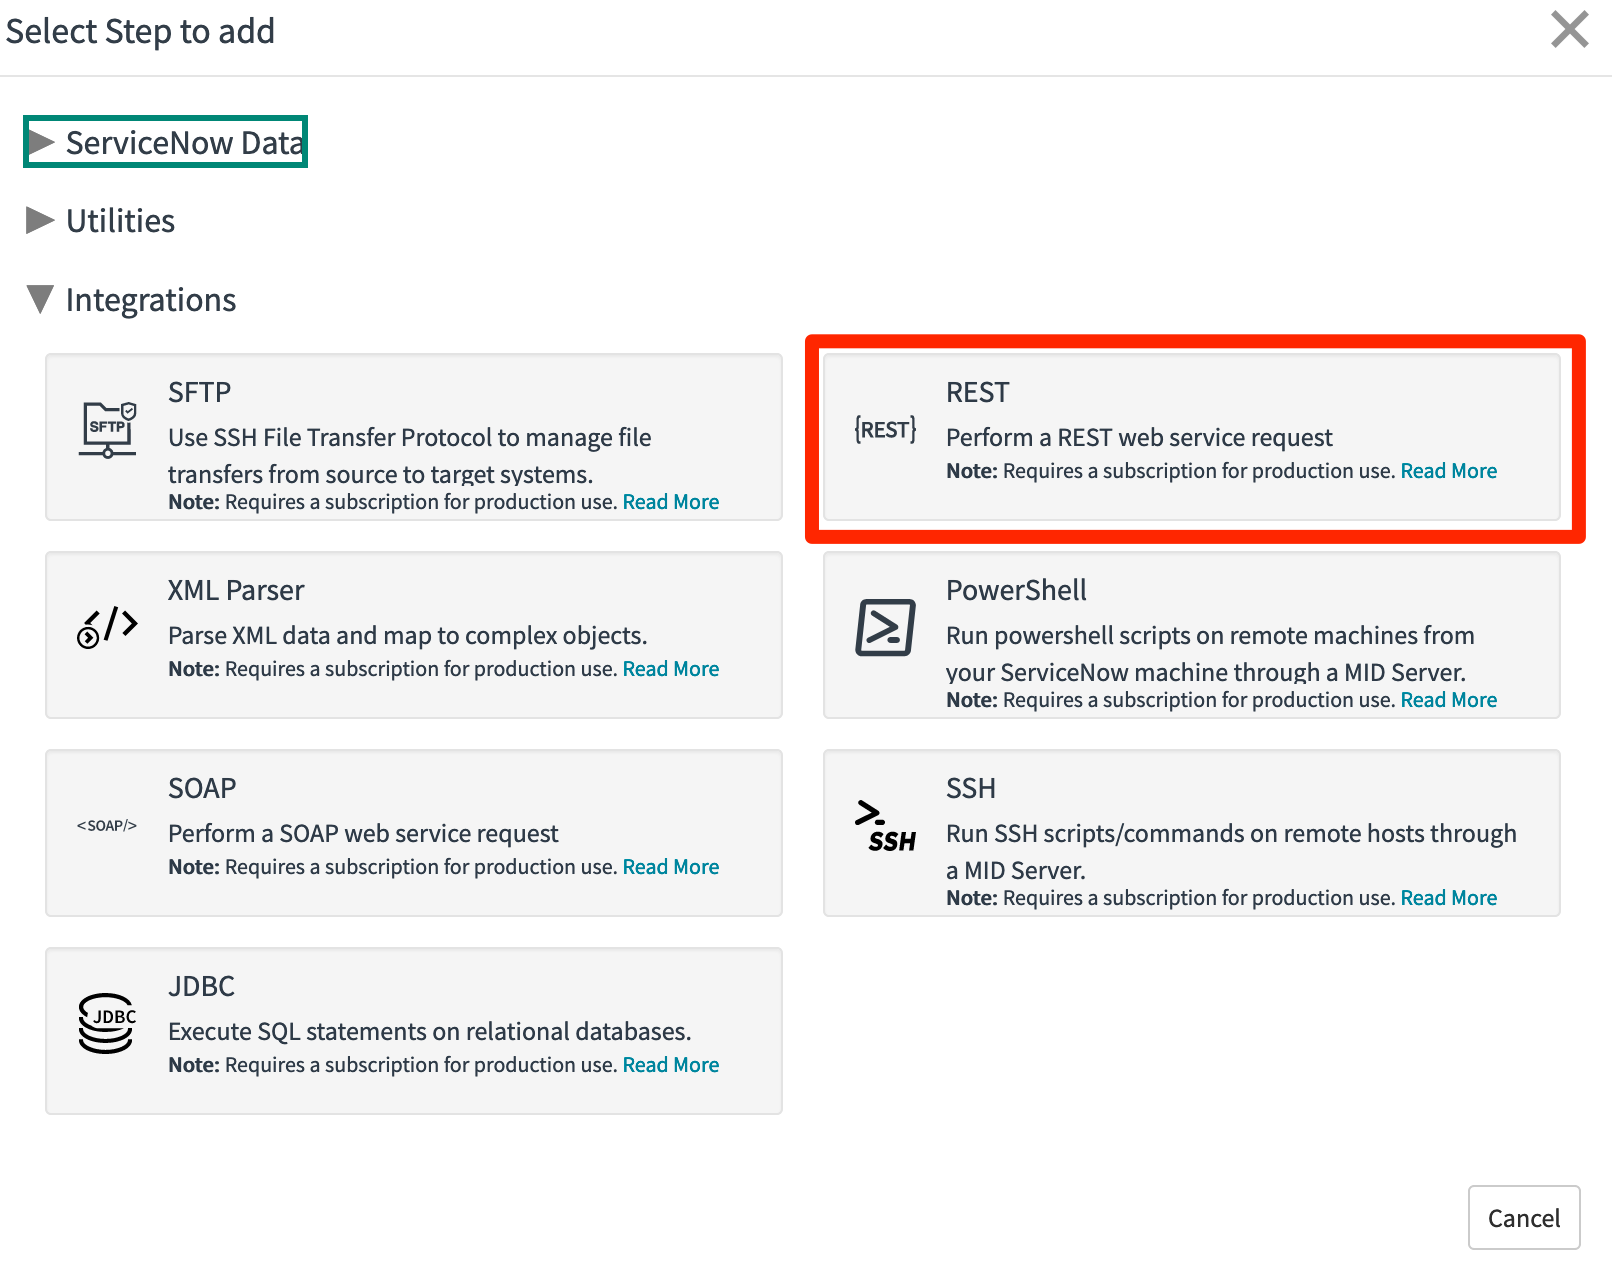 Select Step to add
ServiceNow Data
Utilities
Integrations
SFTP
SFTP
Use SSH File Transfer Protocol to manage file
transfers from source to target systems.
Note: Requires a subscription for production use. Read More
{REST}
REST
Perform a REST web service request
Note: Requires a subscription for production use. Read More
XML Parser
Parse XML data and map to complex objects.
Note: Requires a subscription for production use. Read More
PowerShell
Run powershell scripts on remote machines from
your ServiceNow machine through a MID Server.
Note: Requires a subscription for production use. Read More
<SOAP/>
SOAP
Perform a SOAP web service request
Note: Requires a subscription for production use. Read More
SSH
SSH
Run SSH scripts/commands on remote hosts through
a MID Server.
Note: Requires a subscription for production use. Read More
JDBC
JDBC
Execute SQL statements on relational databases.
Note: Requires a subscription for production use. Read More
Cancel